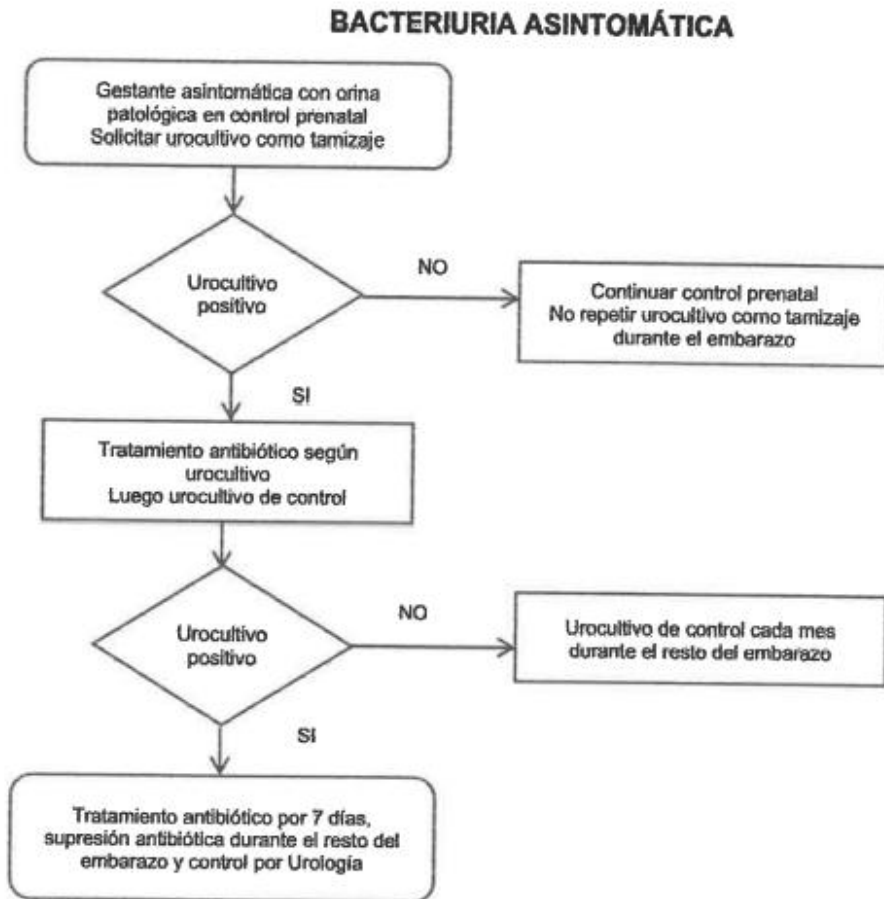 BACTERIURIA ASINTOMÁTICA
Gestante asintomática con orina
patológica en control prenatal
Solicitar urocultivo como tamizaje
Urocultivo
positivo
NO
Continuar control prenatal
No repetir urocultivo como tamizaje
durante el embarazo
SI
Tratamiento antibiótico según
urocultivo
Luego urocultivo de control
Urocultivo
positivo
NO
Urocultivo de control cada mes
durante el resto del embarazo
SI
Tratamiento antibiótico por 7 días,
supresión antibiótica durante el resto del
embarazo y control por Urología